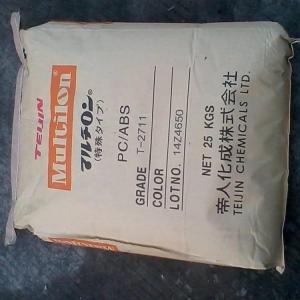 TEIJIN
Multilon
マルチロン®
(特殊タイプ)
PC/ABS
GRADE T-2711
COLOR
LOT NO. 14Z4650
NET 25 KGS
帝人化成株式会社
TEIJIN CHEMICALS LTD.